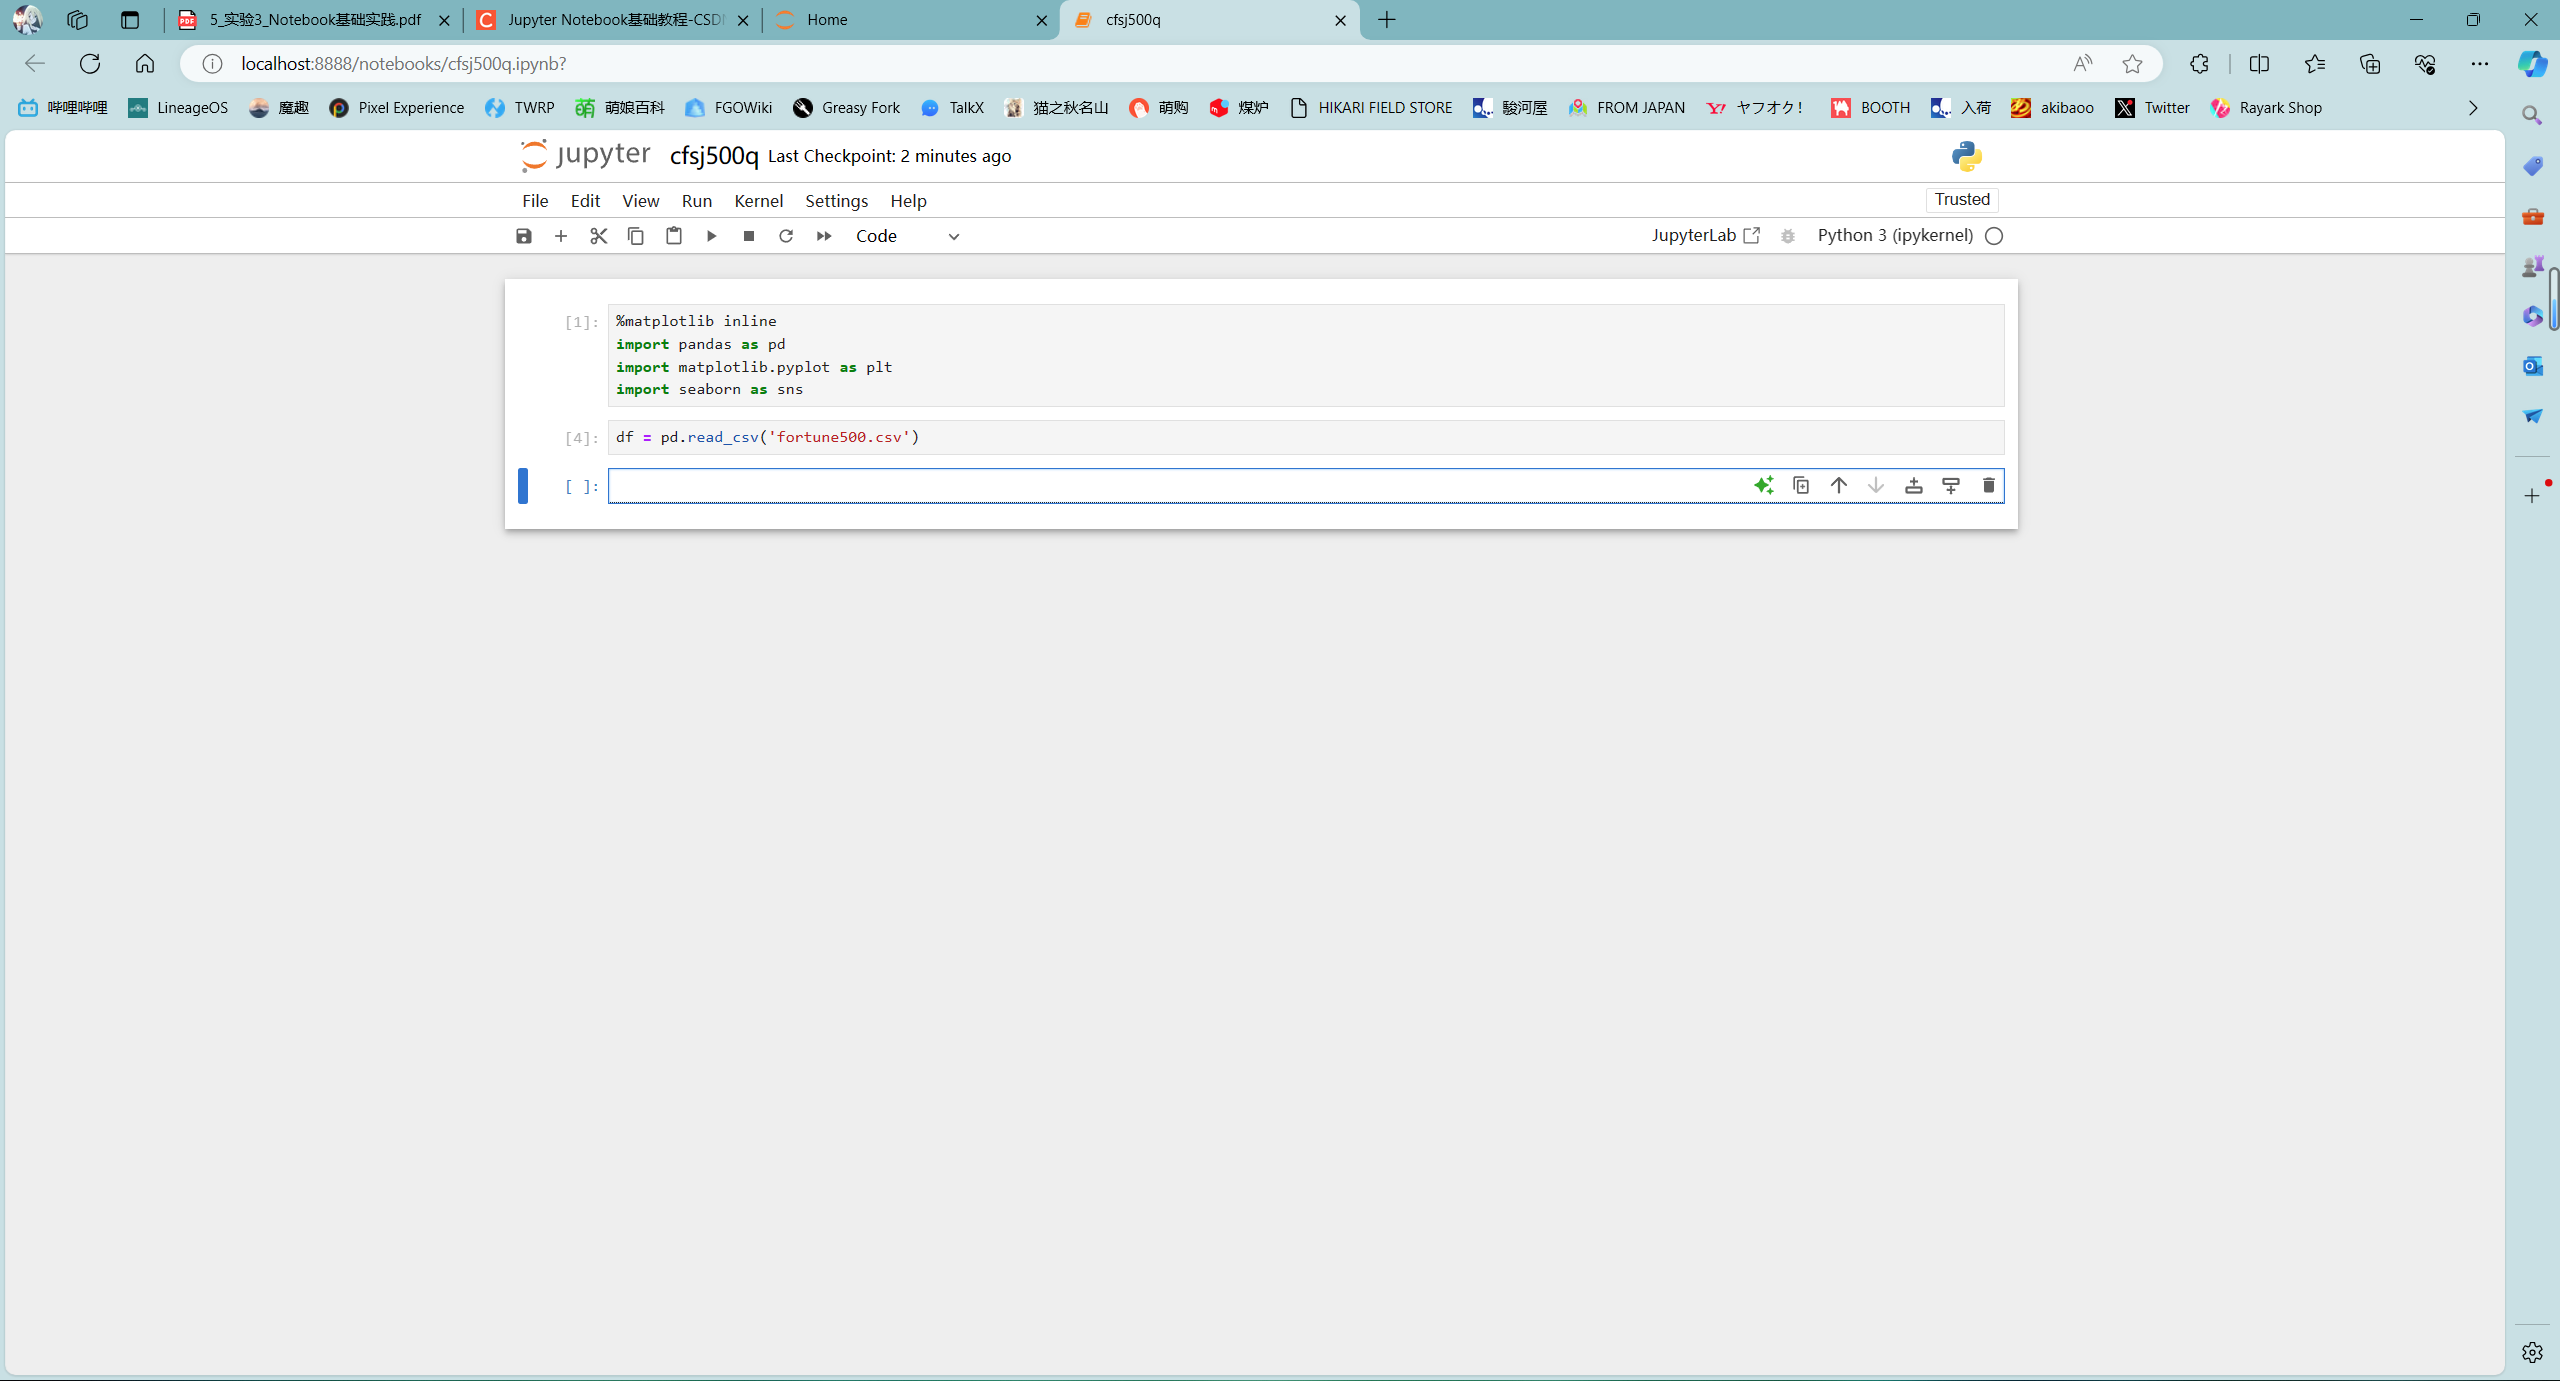 5_实验3_Notebook基础实践.pdf
Jupyter Notebook基础教程-CSD
Home
cfsj500q
localhost:8888/notebooks/cfsj500q.ipynb?
哔哩哔哩 LineageOS 魔趣 Pixel Experience TWRP 萌娘百科 FGOWiki Greasy Fork TalkX 猫之秋名山 萌购 煤炉 HIKARI FIELD STORE 駿河屋 FROM JAPAN ヤフオク! BOOTH 入荷 akibaoo Twitter Rayark Shop
jupyter cfsj500q Last Checkpoint: 2 minutes ago
File Edit View Run Kernel Settings Help Trusted
Code JupyterLab Python 3 (ipykernel)
[1]: %matplotlib inline
import pandas as pd
import matplotlib.pyplot as plt
import seaborn as sns
[4]: df = pd.read_csv('fortune500.csv')
[ ]: